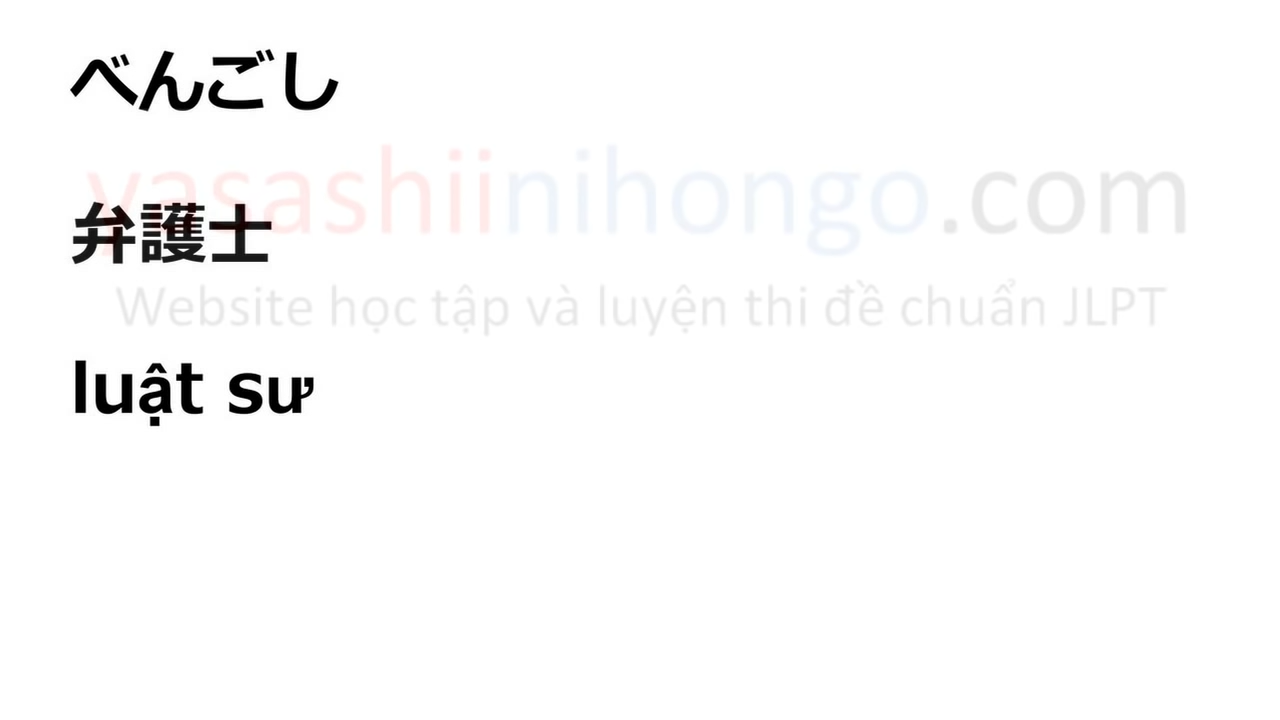 べんごし
yasashiinihongo.com
弁護士
Website học tập và luyện thi đề chuẩn JLPT
luật sư